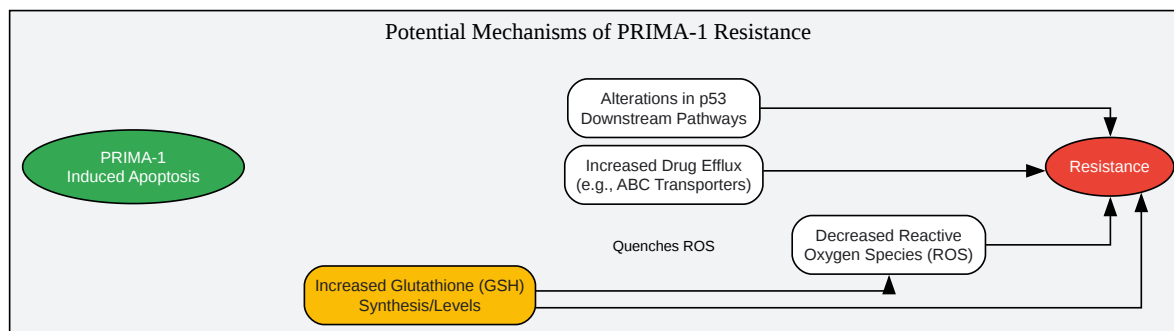 Potential Mechanisms of PRIMA-1 Resistance
Alterations in p53
Downstream Pathways
PRIMA-1
Induced Apoptosis
Increased Drug Efflux
(e.g., ABC Transporters)
Resistance
Decreased Reactive
Oxygen Species (ROS)
Quenches ROS
Increased Glutathione (GSH)
Synthesis/Levels